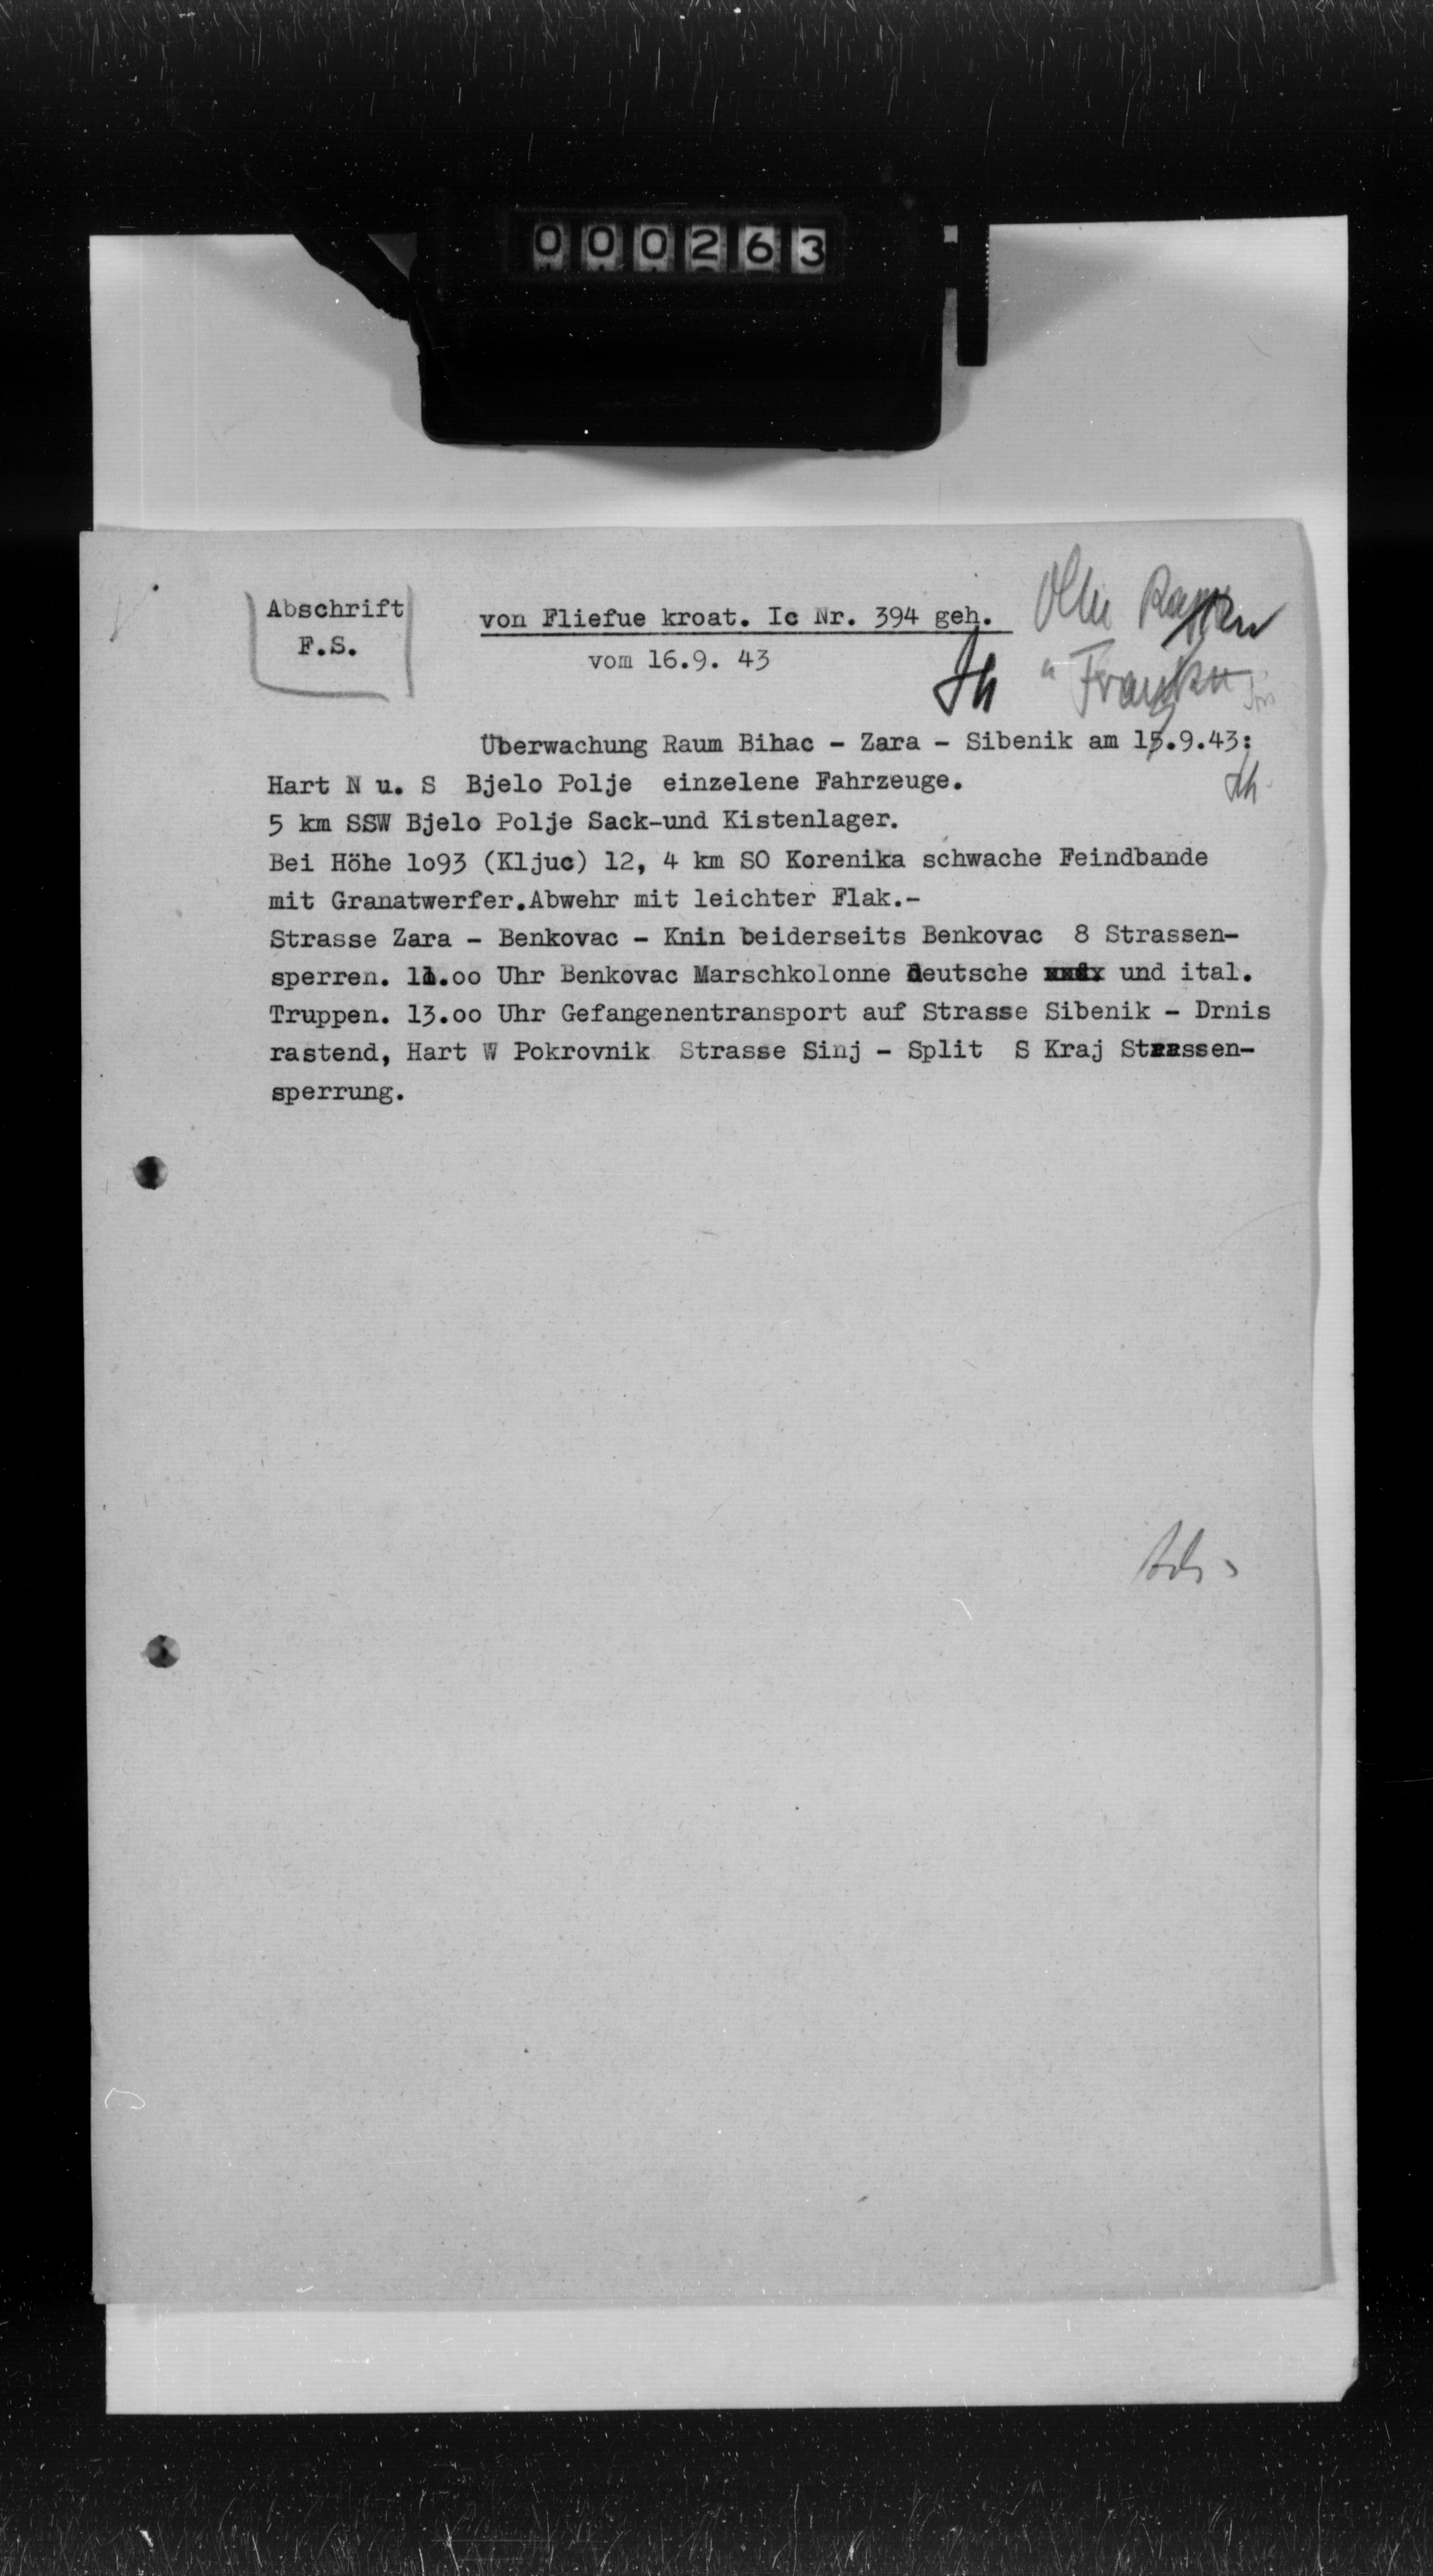 000263
Abschrift
F.S.
von Fliefue kroat. Ic Nr. 394 geh.
vom 16.9. 43
Überwachung Raum Bihac - Zara - Sibenik am 15.9.43:
Hart N u. S Bjelo Polje einzelene Fahrzeuge.
5 km SSW Bjelo Polje Sack-und Kistenlager.
Bei Höhe 1o93 (Kljuc) 12, 4 km SO Korenika schwache Feindbande
mit Granatwerfer.Abwehr mit leichter Flak.-
Strasse Zara - Benkovac - Knin beiderseits Benkovac 8 Strassen-
sperren. 11.oo Uhr Benkovac Marschkolonne deutsche und ital.
Truppen. 13.oo Uhr Gefangenentransport auf Strasse Sibenik - Drnis
rastend, Hart W Pokrovnik Strasse Sinj - Split S Kraj Strassen-
sperrung.